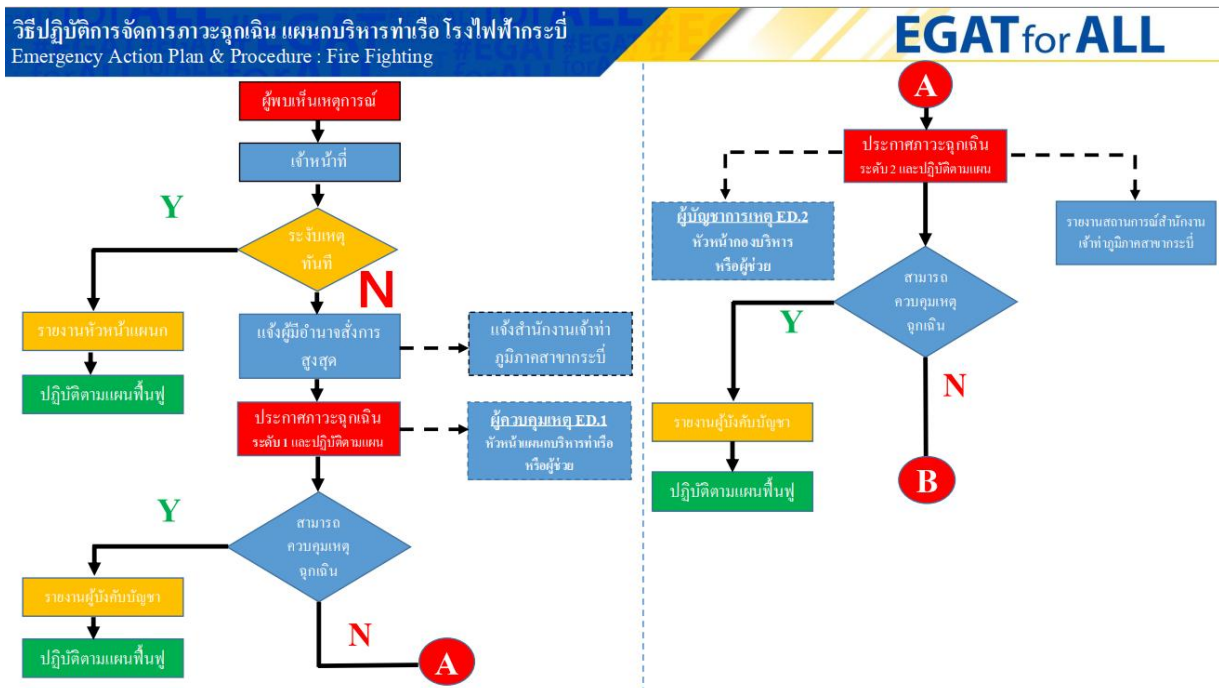 วิธีปฏิบัติการจัดการภาวะฉุกเฉิน แผนกบริหารท่าเรือ โรงไฟฟ้ากระบี่
Emergency Action Plan & Procedure : Fire Fighting
EGAT for ALL
ผู้พบเห็นเหตุการณ์
เจ้าหน้าที่
Y
ระงับเหตุ
ทันที
N
รายงานหัวหน้าแผนก
ปฏิบัติตามแผนฟื้นฟู
แจ้งผู้มีอำนาจสั่งการ
สูงสุด
แจ้งสำนักงานเจ้าท่า
ภูมิภาคสาขากระบี่
ประกาศภาวะฉุกเฉิน
ระดับ 1 และปฏิบัติตามแผน
ผู้ควบคุมเหตุ ED.1
หัวหน้าแผนกบริหารท่าเรือ
หรือผู้ช่วย
Y
สามารถ
ควบคุมเหตุ
ฉุกเฉิน
รายงานผู้บังคับบัญชา
ปฏิบัติตามแผนฟื้นฟู
N
A
A
ประกาศภาวะฉุกเฉิน
ระดับ 2 และปฏิบัติตามแผน
ผู้บัญชาการเหตุ ED.2
หัวหน้ากองบริหาร
หรือผู้ช่วย
รายงานสถานการณ์สำนักงาน
เจ้าท่าภูมิภาคสาขากระบี่
สามารถ
ควบคุมเหตุ
ฉุกเฉิน
Y
N
รายงานผู้บังคับบัญชา
ปฏิบัติตามแผนฟื้นฟู
B